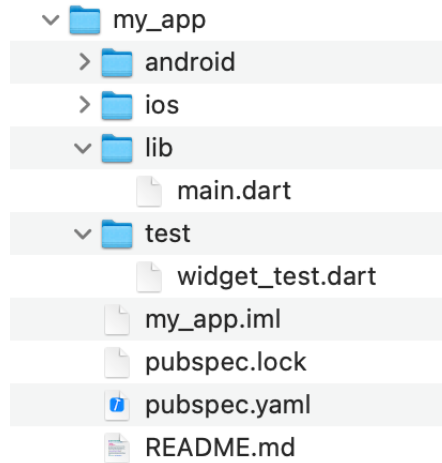 my_app
android
ios
lib
main.dart
test
widget_test.dart
my_app.iml
pubspec.lock
pubspec.yaml
README.md